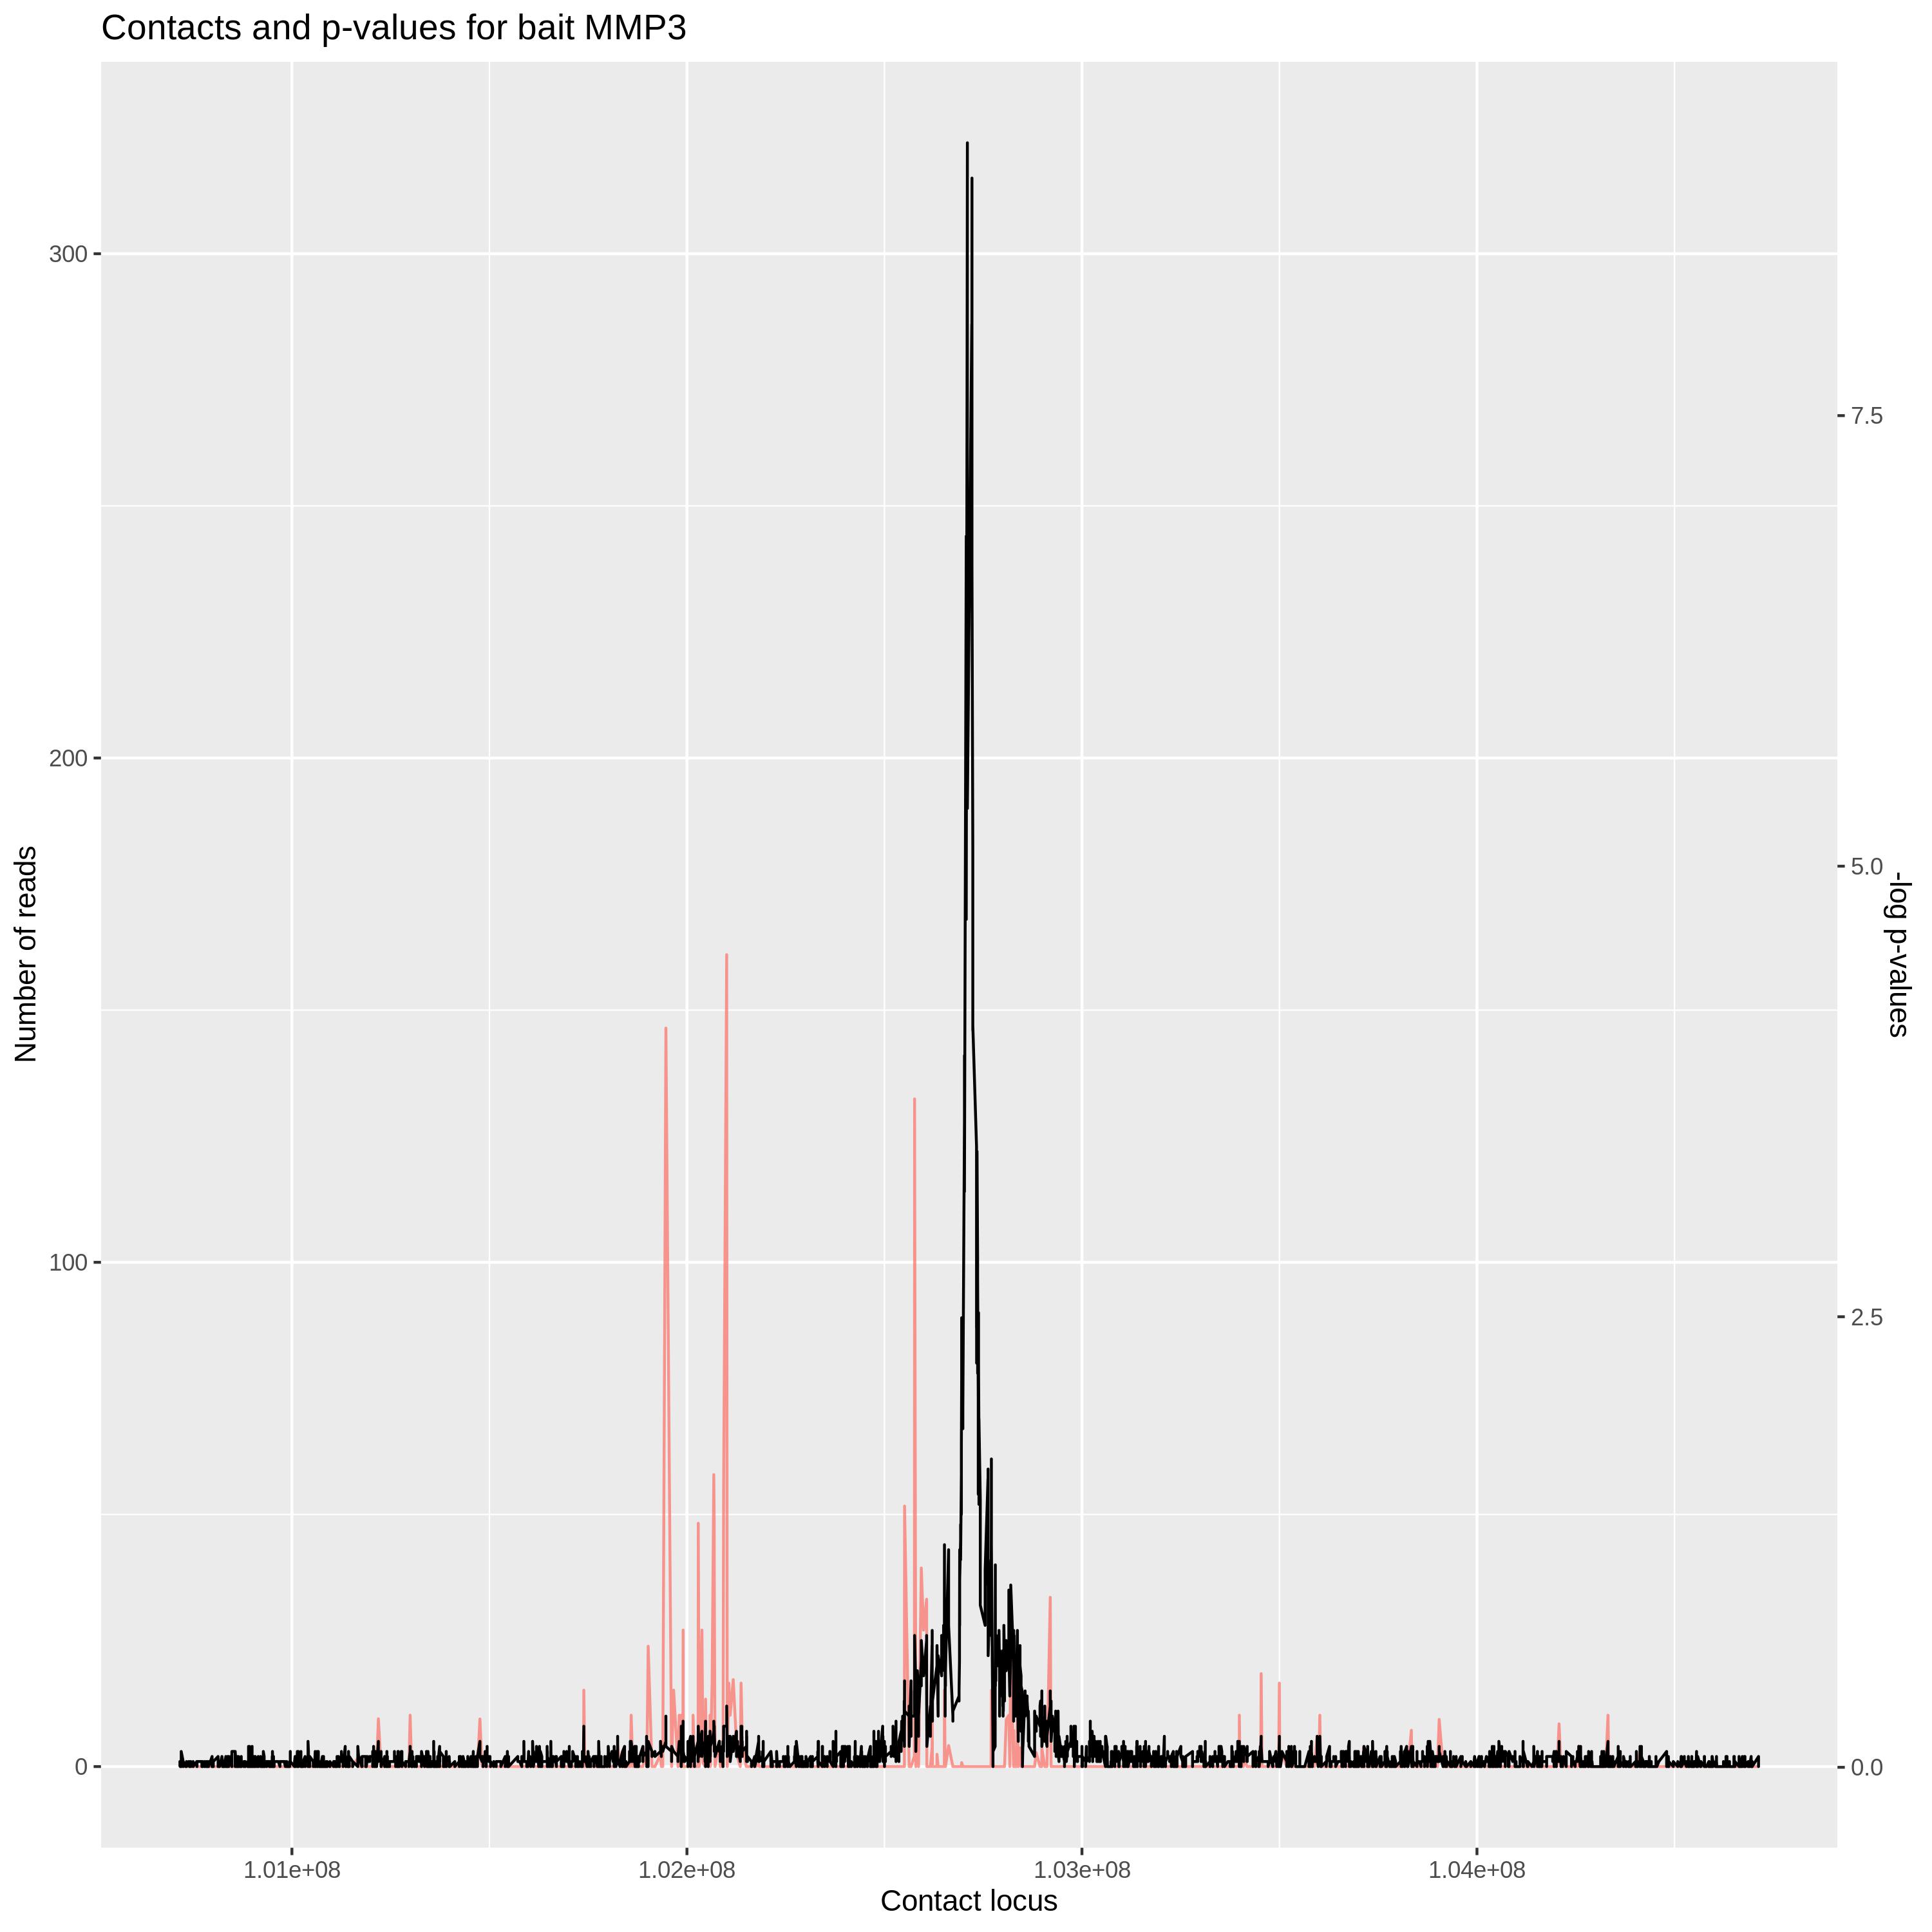 Contacts and p-values for bait MMP3
300
200
100
0
Number of reads
7.5
5.0
2.5
0.0
-log p-values
1.01e+08
1.02e+08
1.03e+08
1.04e+08
Contact locus